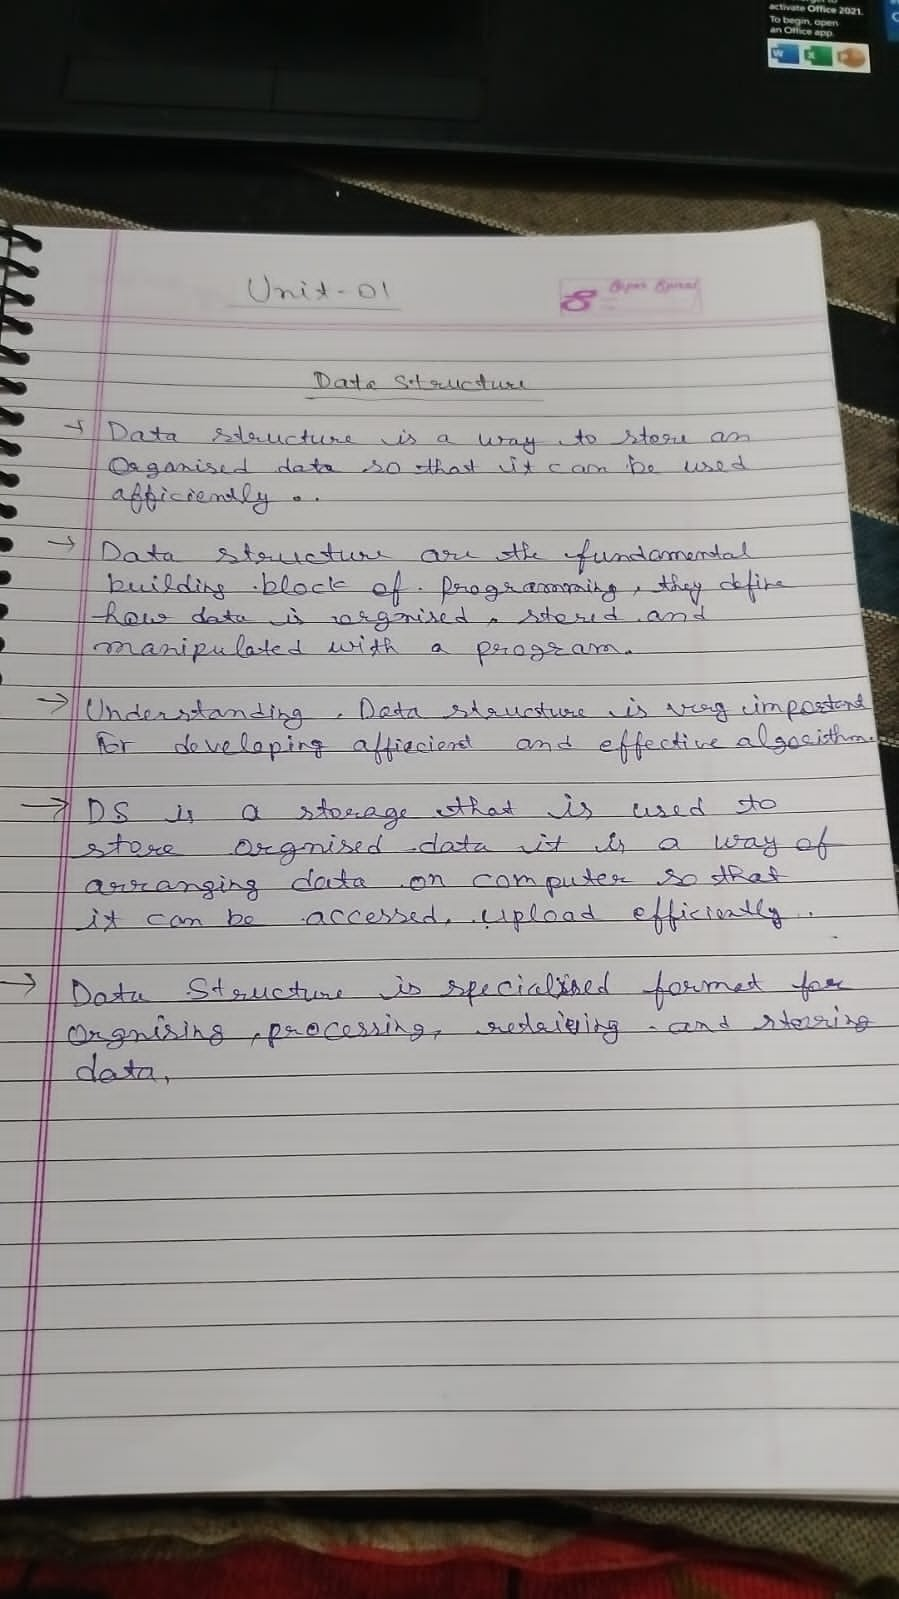 activate Office 2021.
To begin, open
an Office app.
Unit-01
Data Structure
→ Data structure is a way to store an
Organised data so that it can be used
afficiently ..
→ Data structure are the fundamental
building block of programming, they define
how data is orgnised, stored and
manipulated with a program.
→ Understanding, Data structure is very important
For developing afficient and effective algorithm
→ DS is a storage that is used to
store orgnised data it is a way of
arranging data on computer so that
it can be accessed, Upload efficiently.
→ Data Structure is specialised format for
Orgnising, processing, retrieving and storing
data,